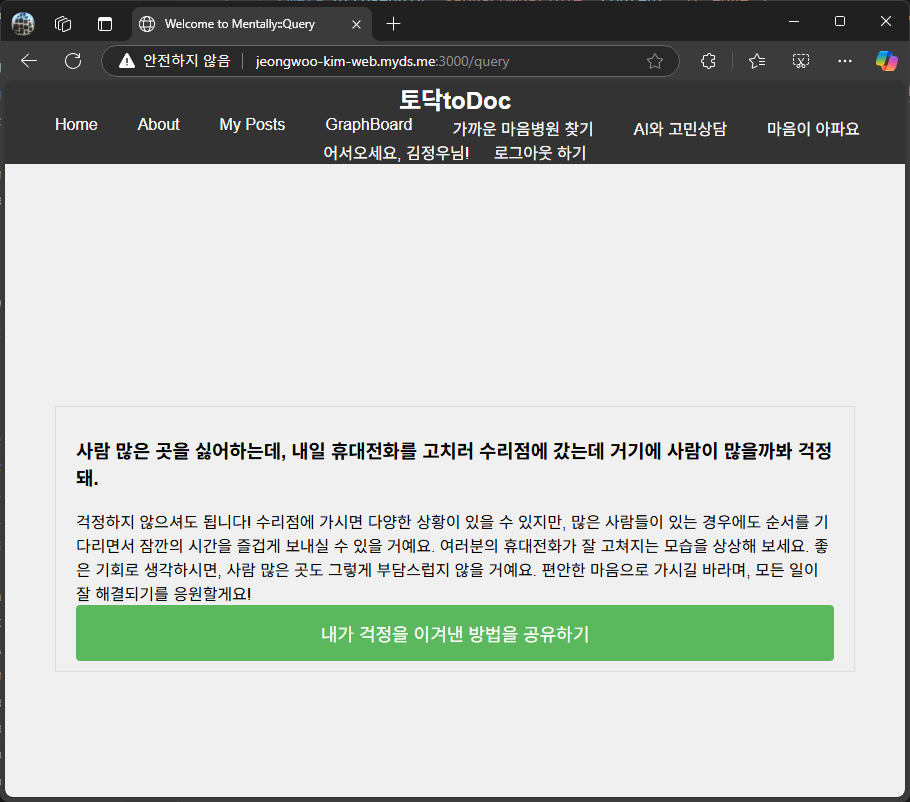 Welcome to Mentally::Query
안전하지 않음
jeongwoo-kim-web.myds.me:3000/query
토닥toDoc
Home About My Posts GraphBoard 가까운 마음병원 찾기 AI와 고민상담 마음이 아파요
어서오세요, 김정우님! 로그아웃 하기
사람 많은 곳을 싫어하는데, 내일 휴대전화를 고치러 수리점에 갔는데 거기에 사람이 많을까봐 걱정
돼.
걱정하지 않으셔도 됩니다! 수리점에 가시면 다양한 상황이 있을 수 있지만, 많은 사람들이 있는 경우에도 순서를 기
다리면서 잠깐의 시간을 즐겁게 보내실 수 있을 거예요. 여러분의 휴대전화가 잘 고쳐지는 모습을 상상해 보세요. 좋
은 기회로 생각하시면, 사람 많은 곳도 그렇게 부담스럽지 않을 거예요. 편안한 마음으로 가시길 바라며, 모든 일이
잘 해결되기를 응원할게요!
내가 걱정을 이겨낸 방법을 공유하기